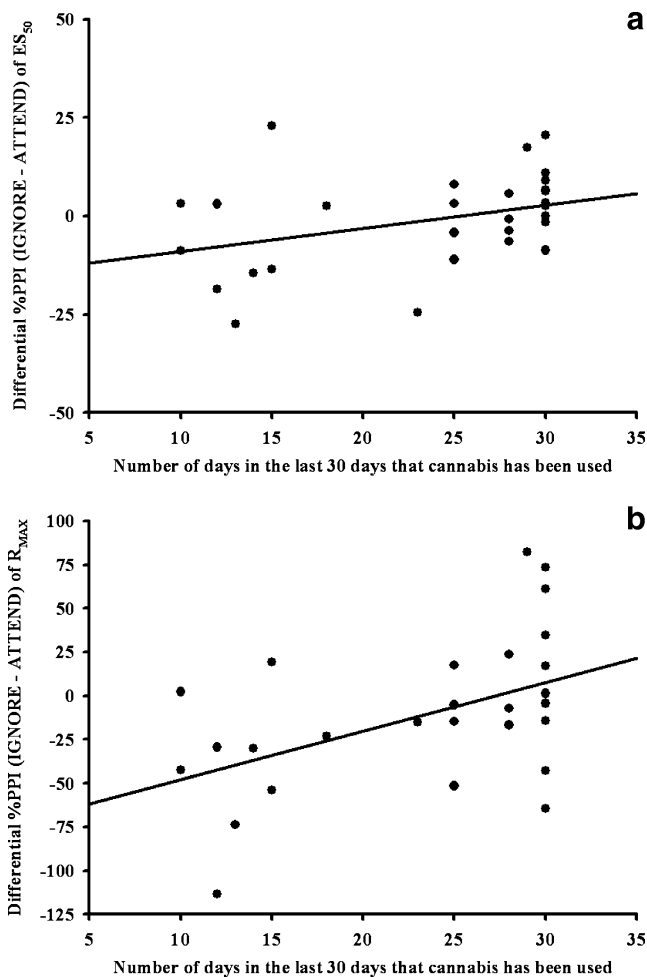 a
Differential %PPI (IGNORE - ATTEND) of ES50
50
25
0
-25
-50
5 10 15 20 25 30 35
Number of days in the last 30 days that cannabis has been used
b
Differential %PPI (IGNORE - ATTEND) of RMAX
100
75
50
25
0
-25
-50
-75
-100
-125
5 10 15 20 25 30 35
Number of days in the last 30 days that cannabis has been used